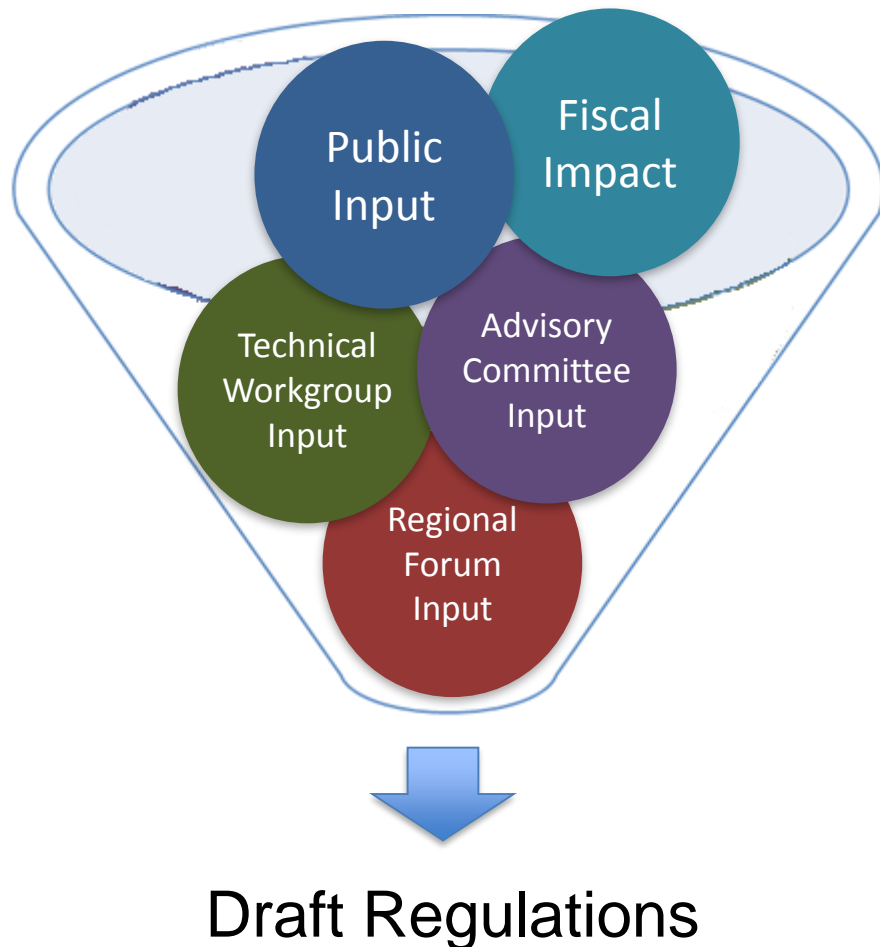 Public
Input
Fiscal
Impact
Technical
Workgroup
Input
Advisory
Committee
Input
Regional
Forum
Input
Draft Regulations